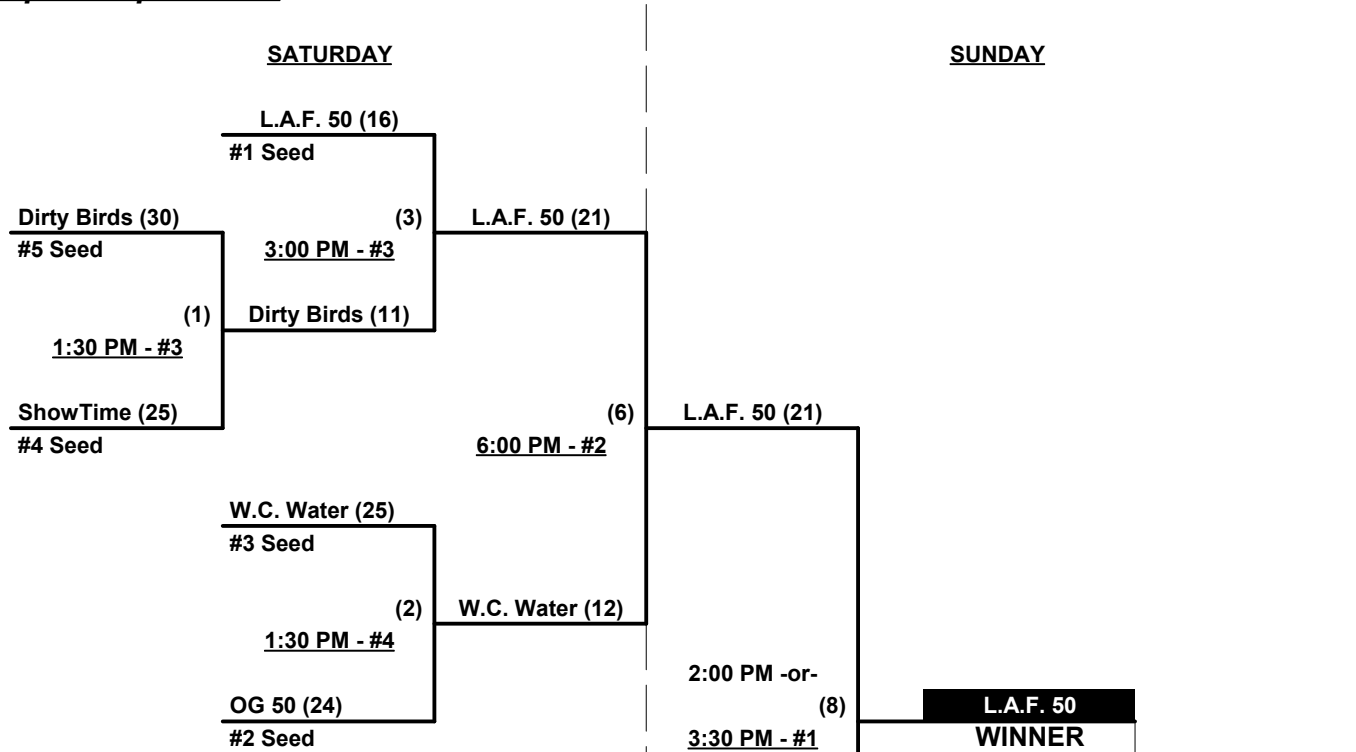 SATURDAY
SUNDAY
L.A.F. 50 (16)
#1 Seed
Dirty Birds (30)
(3)
L.A.F. 50 (21)
#5 Seed
3:00 PM - #3
(1)
Dirty Birds (11)
1:30 PM - #3
ShowTime (25)
(6)
L.A.F. 50 (21)
#4 Seed
6:00 PM - #2
W.C. Water (25)
#3 Seed
(2)
W.C. Water (12)
1:30 PM - #4
2:00 PM -or-
OG 50 (24)
(8)
L.A.F. 50
#2 Seed
3:30 PM - #1
WINNER